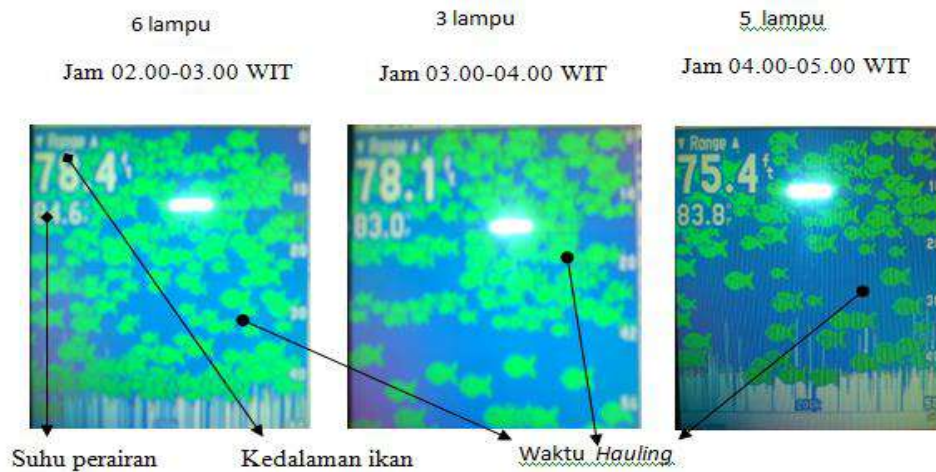 6 lampu
3 lampu
5 lampu
Jam 02.00-03.00 WIT
Jam 03.00-04.00 WIT
Jam 04.00-05.00 WIT
▼ Range ▲
78.4
84.6
▼ Range ▲
78.1
83.0
▼ Range ▲
75.4 ft
83.8
Suhu perairan
Kedalaman ikan
Waktu Hauling